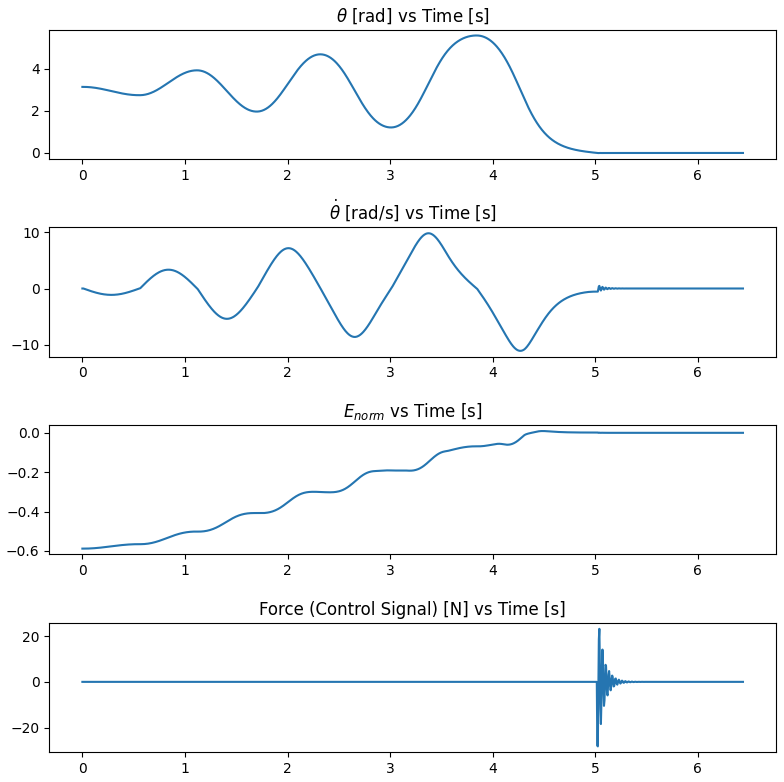 θ [rad] vs Time [s]
4
2
0
0 1 2 3 4 5 6
θ̇ [rad/s] vs Time [s]
10
0
−10
0 1 2 3 4 5 6
E_norm vs Time [s]
0.0
−0.2
−0.4
−0.6
0 1 2 3 4 5 6
Force (Control Signal) [N] vs Time [s]
20
0
−20
0 1 2 3 4 5 6